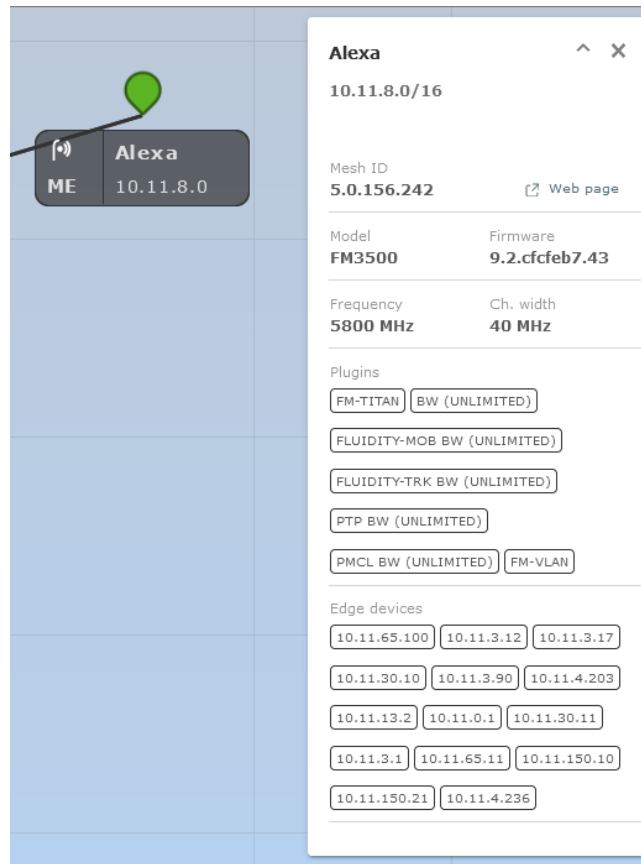 Alexa
ME 10.11.8.0
Alexa
10.11.8.0/16
Mesh ID
5.0.156.242 Web page
Model Firmware
FM3500 9.2.cfcfeb7.43
Frequency Ch. width
5800 MHz 40 MHz
Plugins
FM-TITAN BW (UNLIMITED)
FLUIDITY-MOB BW (UNLIMITED)
FLUIDITY-TRK BW (UNLIMITED)
PTP BW (UNLIMITED)
PMCL BW (UNLIMITED) FM-VLAN
Edge devices
10.11.65.100 10.11.3.12 10.11.3.17
10.11.30.10 10.11.3.90 10.11.4.203
10.11.13.2 10.11.0.1 10.11.30.11
10.11.3.1 10.11.65.11 10.11.150.10
10.11.150.21 10.11.4.236